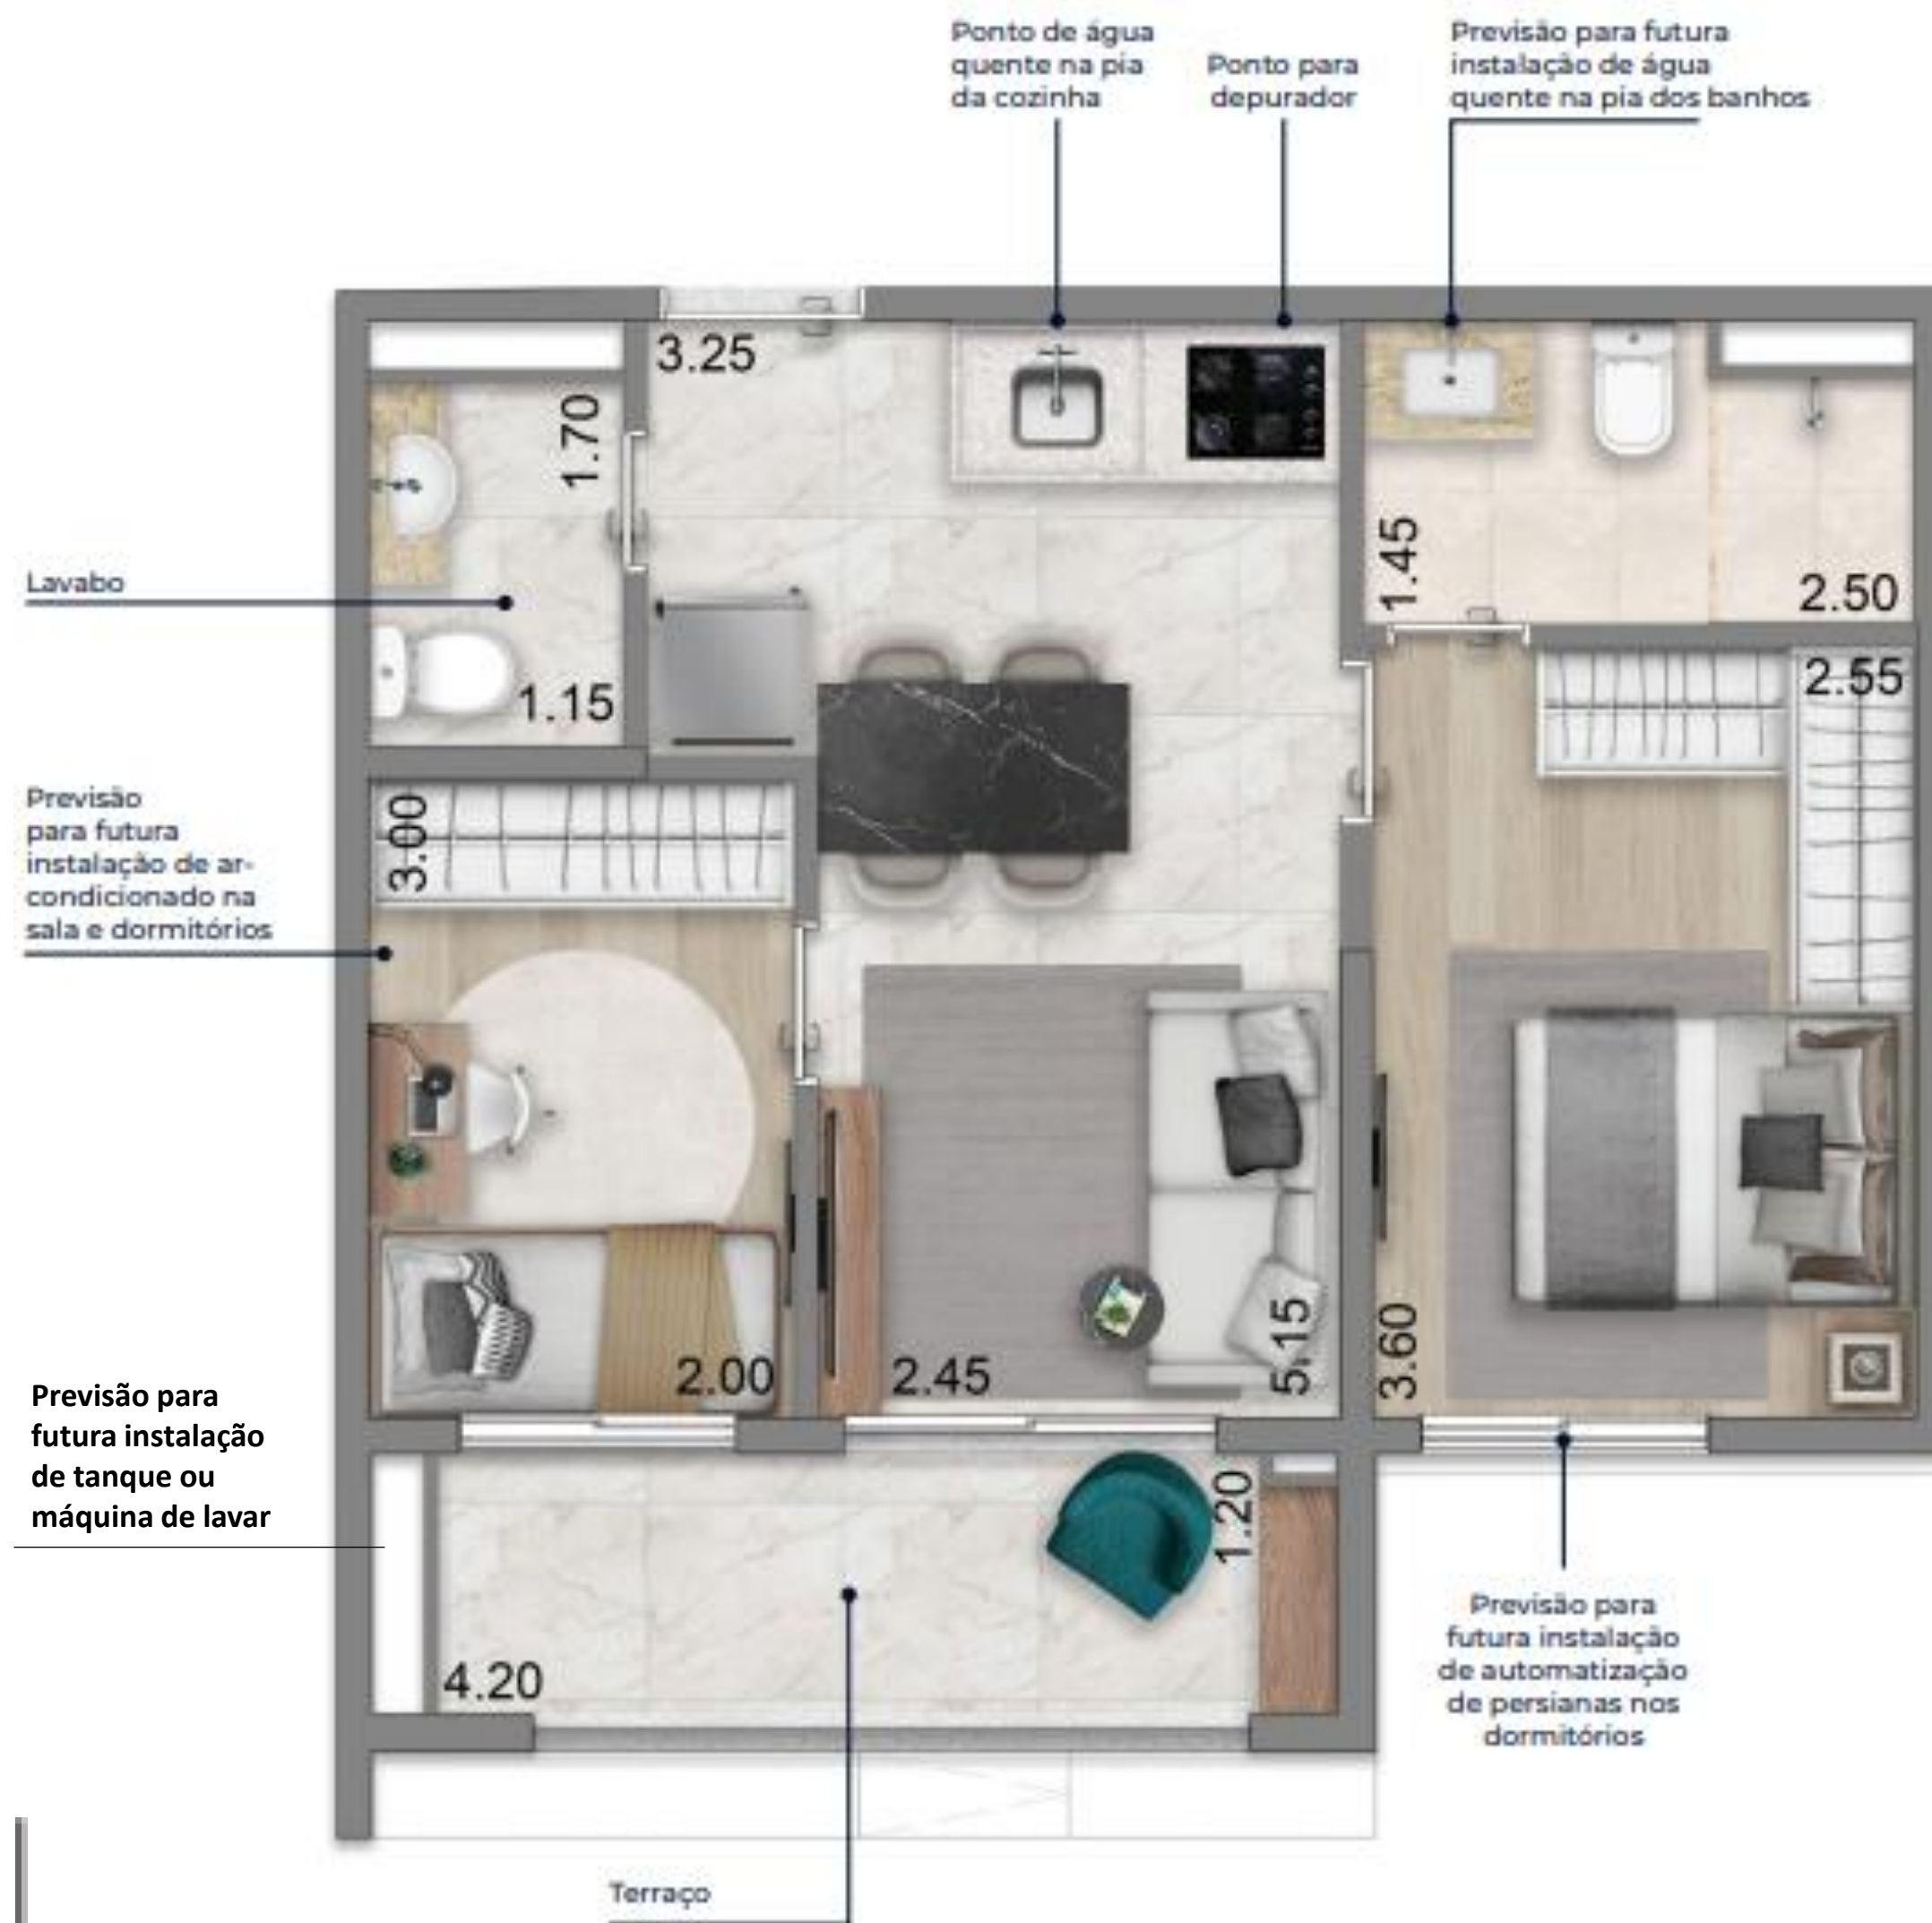 Ponto de água
quente na pia
da cozinha
Ponto para
depurador
Previsão para futura
instalação de água
quente na pia dos banhos
3.25
1.70
1.45
2.50
Lavabo
1.15
2.55
Previsão
para futura
instalação de ar-
condicionado na
sala e dormitórios
3.00
2.00
2.45
5.15
3.60
Previsão para
futura instalação
de tanque ou
máquina de lavar
1.20
4.20
Previsão para
futura instalação
de automatização
de persianas nos
dormitórios
Terraço